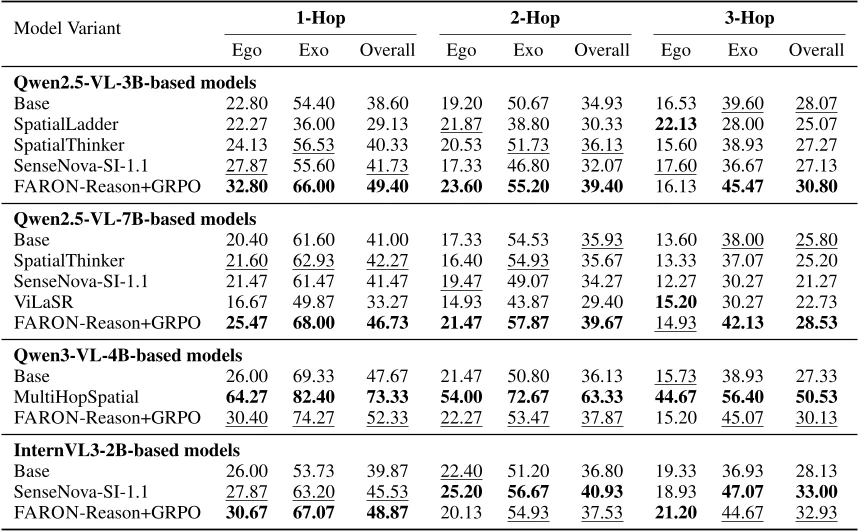 Model Variant 1-Hop 2-Hop 3-Hop
Ego Exo Overall Ego Exo Overall Ego Exo Overall
Qwen2.5-VL-3B-based models
Base 22.80 54.40 38.60 19.20 50.67 34.93 16.53 39.60 28.07
SpatialLadder 22.27 36.00 29.13 21.87 38.80 30.33 22.13 28.00 25.07
SpatialThinker 24.13 56.53 40.33 20.53 51.73 36.13 15.60 38.93 27.27
SenseNova-SI-1.1 27.87 55.60 41.73 17.33 46.80 32.07 17.60 36.67 27.13
FARON-Reason+GRPO 32.80 66.00 49.40 23.60 55.20 39.40 16.13 45.47 30.80
Qwen2.5-VL-7B-based models
Base 20.40 61.60 41.00 17.33 54.53 35.93 13.60 38.00 25.80
SpatialThinker 21.60 62.93 42.27 16.40 54.93 35.67 13.33 37.07 25.20
SenseNova-SI-1.1 21.47 61.47 41.47 19.47 49.07 34.27 12.27 30.27 21.27
ViLaSR 16.67 49.87 33.27 14.93 43.87 29.40 15.20 30.27 22.73
FARON-Reason+GRPO 25.47 68.00 46.73 21.47 57.87 39.67 14.93 42.13 28.53
Qwen3-VL-4B-based models
Base 26.00 69.33 47.67 21.47 50.80 36.13 15.73 38.93 27.33
MultiHopSpatial 64.27 82.40 73.33 54.00 72.67 63.33 44.67 56.40 50.53
FARON-Reason+GRPO 30.40 74.27 52.33 22.27 53.47 37.87 15.20 45.07 30.13
InternVL3-2B-based models
Base 26.00 53.73 39.87 22.40 51.20 36.80 19.33 36.93 28.13
SenseNova-SI-1.1 27.87 63.20 45.53 25.20 56.67 40.93 18.93 47.07 33.00
FARON-Reason+GRPO 30.67 67.07 48.87 20.13 54.93 37.53 21.20 44.67 32.93